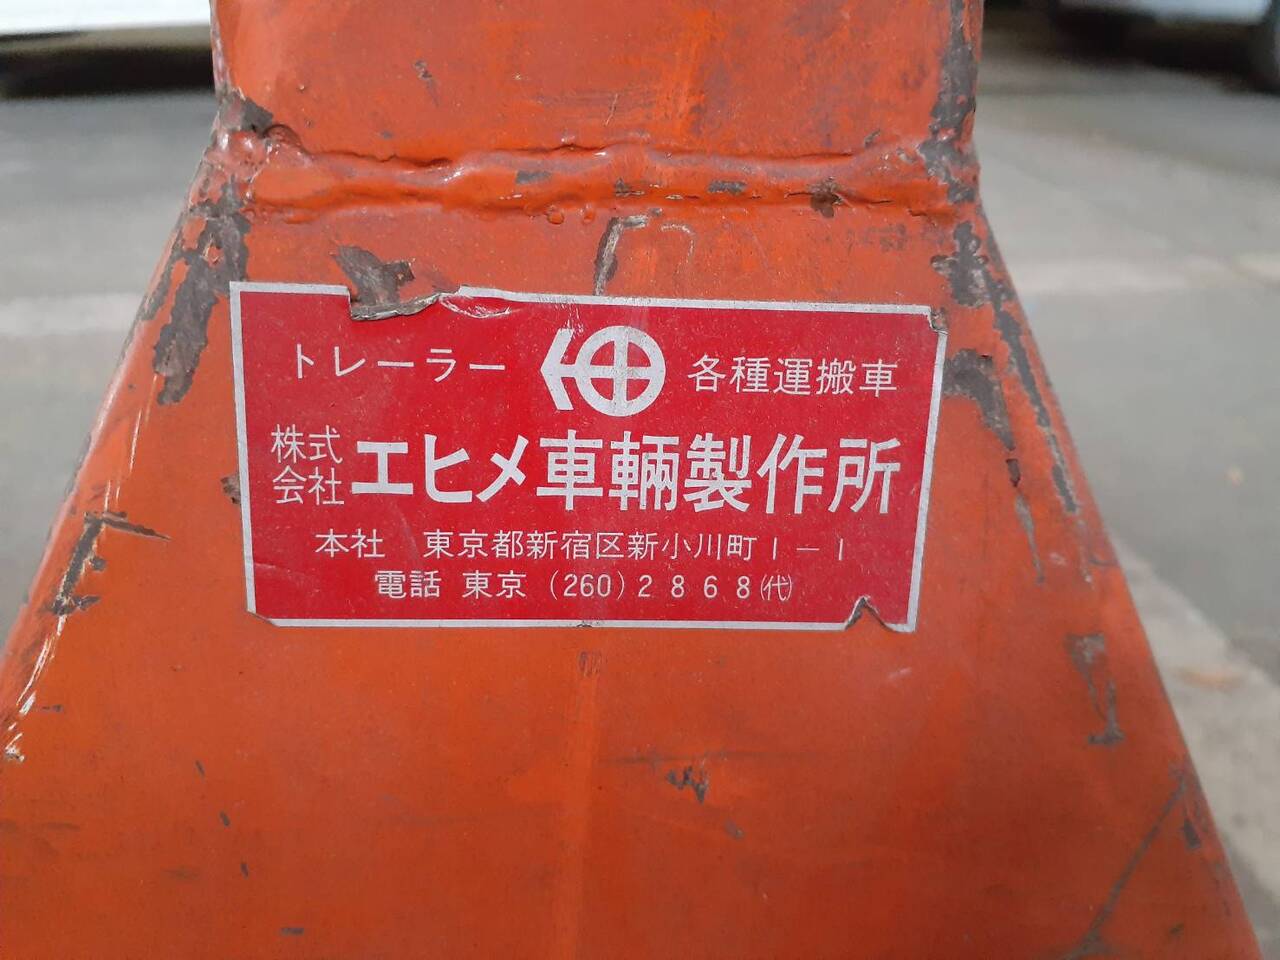 トレーラー 各種運搬車
株式会社 エヒメ車輛製作所
本社 東京都新宿区新小川町1-1
電話 東京 (260) 2868(代)